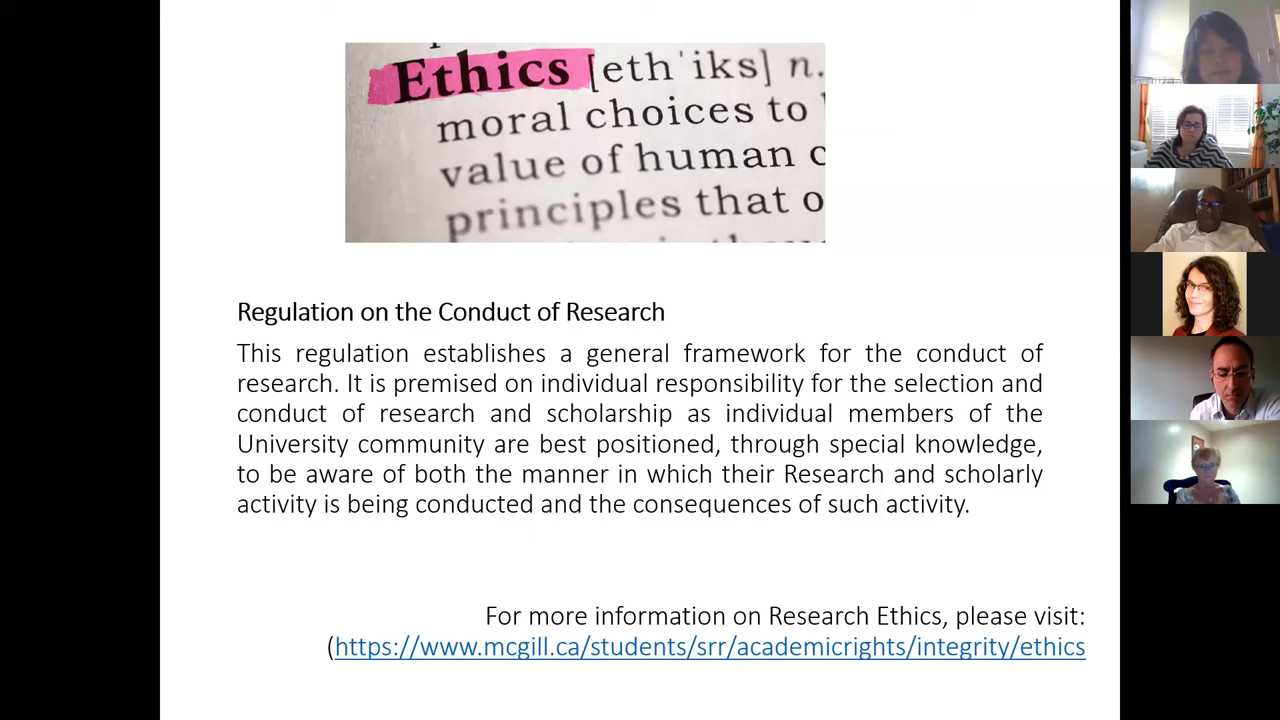 Ethics [eth'iks] n.
moral choices to
value of human c
principles that o
Regulation on the Conduct of Research
This regulation establishes a general framework for the conduct of
research. It is premised on individual responsibility for the selection and
conduct of research and scholarship as individual members of the
University community are best positioned, through special knowledge,
to be aware of both the manner in which their Research and scholarly
activity is being conducted and the consequences of such activity.
For more information on Research Ethics, please visit:
(https://www.mcgill.ca/students/srr/academicrights/integrity/ethics